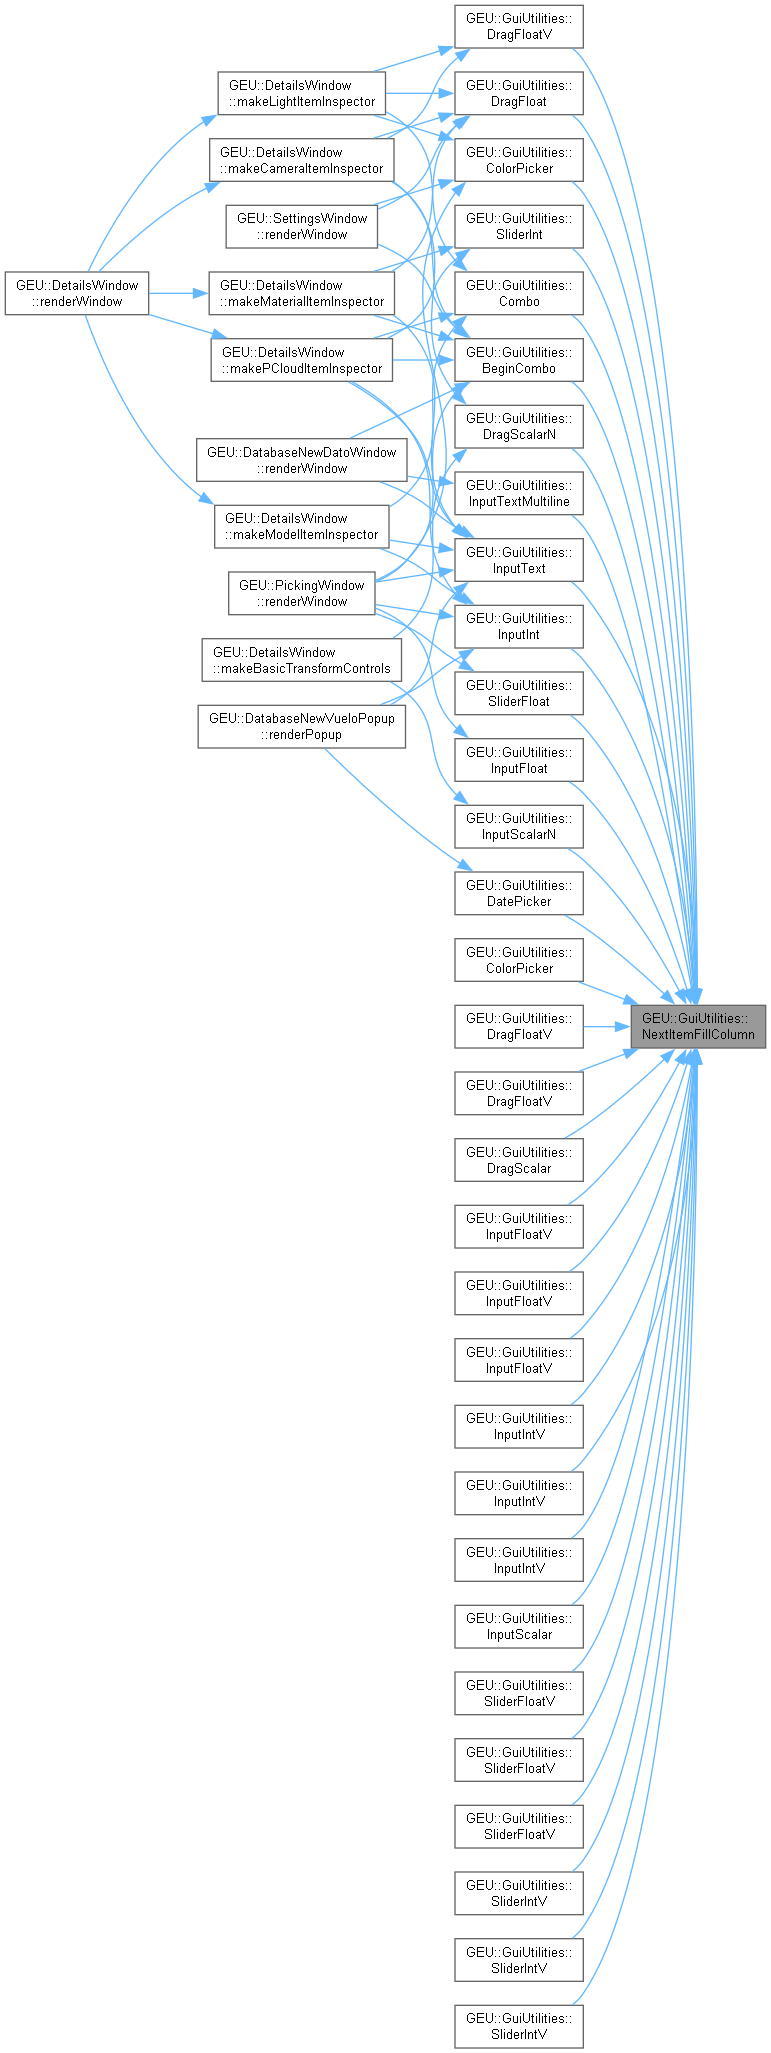 GEU::GuiUtilities::
DragFloatV
GEU::DetailsWindow
::makeLightItemInspector
GEU::GuiUtilities::
DragFloat
GEU::DetailsWindow
::makeCameraItemInspector
GEU::GuiUtilities::
ColorPicker
GEU::SettingsWindow
::renderWindow
GEU::GuiUtilities::
SliderInt
GEU::DetailsWindow
::renderWindow
GEU::DetailsWindow
::makeMaterialItemInspector
GEU::GuiUtilities::
Combo
GEU::DetailsWindow
::makePCloudItemInspector
GEU::GuiUtilities::
BeginCombo
GEU::GuiUtilities::
DragScalarN
GEU::DatabaseNewDatoWindow
::renderWindow
GEU::GuiUtilities::
InputTextMultiline
GEU::DetailsWindow
::makeModelItemInspector
GEU::GuiUtilities::
InputText
GEU::PickingWindow
::renderWindow
GEU::GuiUtilities::
InputInt
GEU::DetailsWindow
::makeBasicTransformControls
GEU::GuiUtilities::
SliderFloat
GEU::DatabaseNewVueloPopup
::renderPopup
GEU::GuiUtilities::
InputFloat
GEU::GuiUtilities::
InputScalarN
GEU::GuiUtilities::
DatePicker
GEU::GuiUtilities::
ColorPicker
GEU::GuiUtilities::
DragFloatV
GEU::GuiUtilities::
NextItemFillColumn
GEU::GuiUtilities::
DragFloatV
GEU::GuiUtilities::
DragScalar
GEU::GuiUtilities::
InputFloatV
GEU::GuiUtilities::
InputFloatV
GEU::GuiUtilities::
InputFloatV
GEU::GuiUtilities::
InputIntV
GEU::GuiUtilities::
InputIntV
GEU::GuiUtilities::
InputIntV
GEU::GuiUtilities::
InputScalar
GEU::GuiUtilities::
SliderFloatV
GEU::GuiUtilities::
SliderFloatV
GEU::GuiUtilities::
SliderFloatV
GEU::GuiUtilities::
SliderIntV
GEU::GuiUtilities::
SliderIntV
GEU::GuiUtilities::
SliderIntV